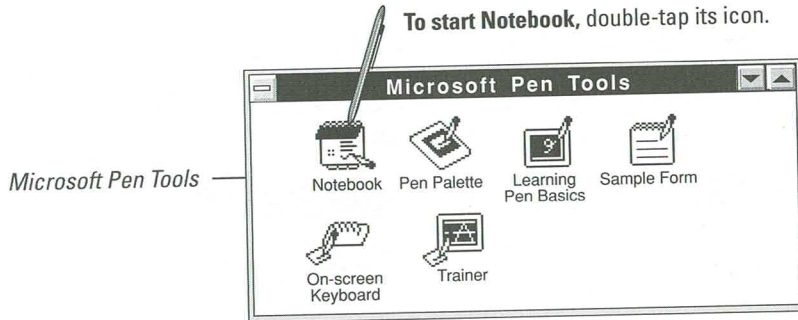 To start Notebook, double-tap its icon.
Microsoft Pen Tools
Microsoft Pen Tools
Notebook
Pen Palette
Learning
Pen Basics
Sample Form
On-screen
Keyboard
Trainer